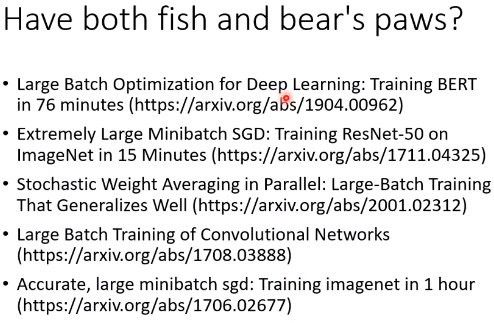 Have both fish and bear's paws?
• Large Batch Optimization for Deep Learning: Training BERT
in 76 minutes (https://arxiv.org/abs/1904.00962)
• Extremely Large Minibatch SGD: Training ResNet-50 on
ImageNet in 15 Minutes (https://arxiv.org/abs/1711.04325)
• Stochastic Weight Averaging in Parallel: Large-Batch Training
That Generalizes Well (https://arxiv.org/abs/2001.02312)
• Large Batch Training of Convolutional Networks
(https://arxiv.org/abs/1708.03888)
• Accurate, large minibatch sgd: Training imagenet in 1 hour
(https://arxiv.org/abs/1706.02677)